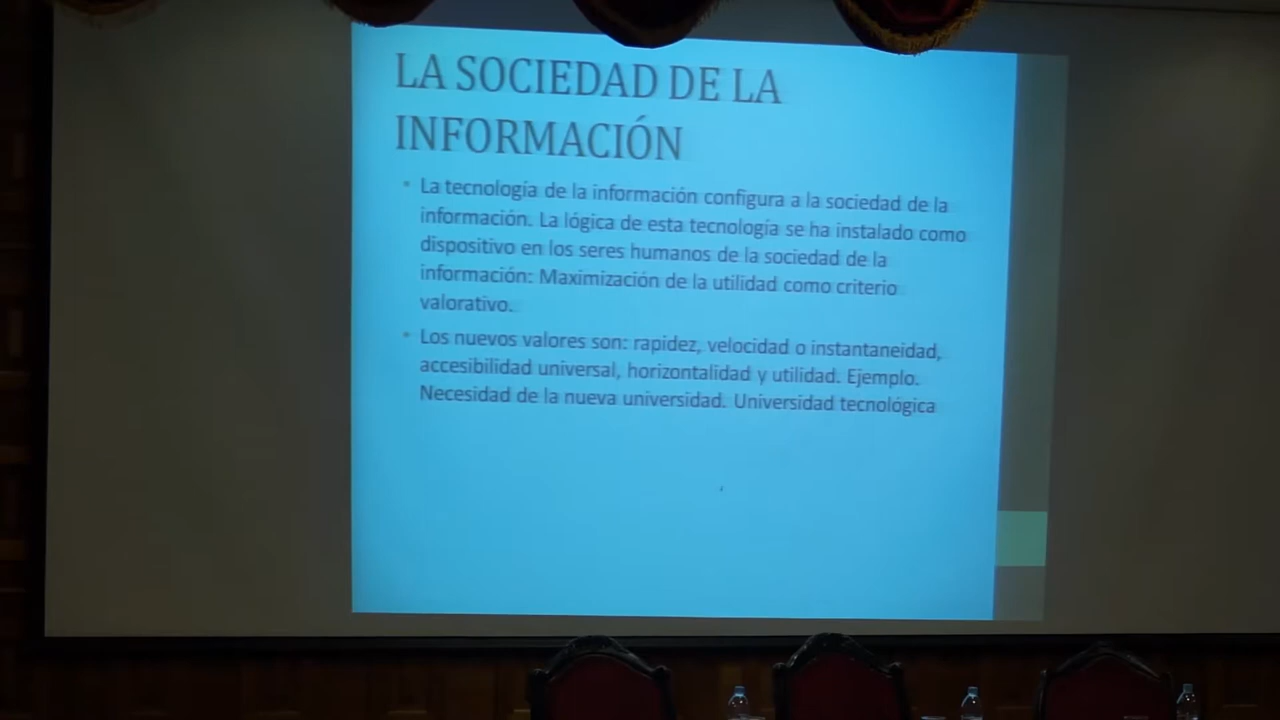 LA SOCIEDAD DE LA
INFORMACIÓN
• La tecnología de la información configura a la sociedad de la
información. La lógica de esta tecnología se ha instalado como
dispositivo en los seres humanos de la sociedad de la
información: Maximización de la utilidad como criterio
valorativo.
• Los nuevos valores son: rapidez, velocidad o instantaneidad,
accesibilidad universal, horizontalidad y utilidad. Ejemplo.
Necesidad de la nueva universidad. Universidad tecnológica